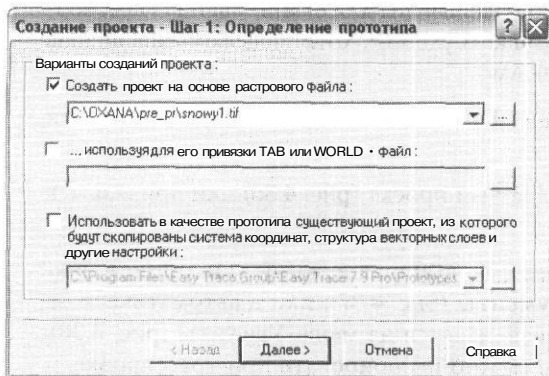 Создание проекта - Шаг 1: Определение прототипа
Варианты созданий проекта :
Создать проект на основе растрового файла :
C:\OXANA\pre_pr\snowy1.tif
...
... используя для его привязки TAB или WORLD • файл :
Использовать в качестве прототипа существующий проект, из которого
будут скопированы система координат, структура векторных слоев и
другие настройки :
C:\Program Files\Easy Trace Group\Easy Trace 7.9 Pro\Prototypes
< Назад
Далее >
Отмена
Справка